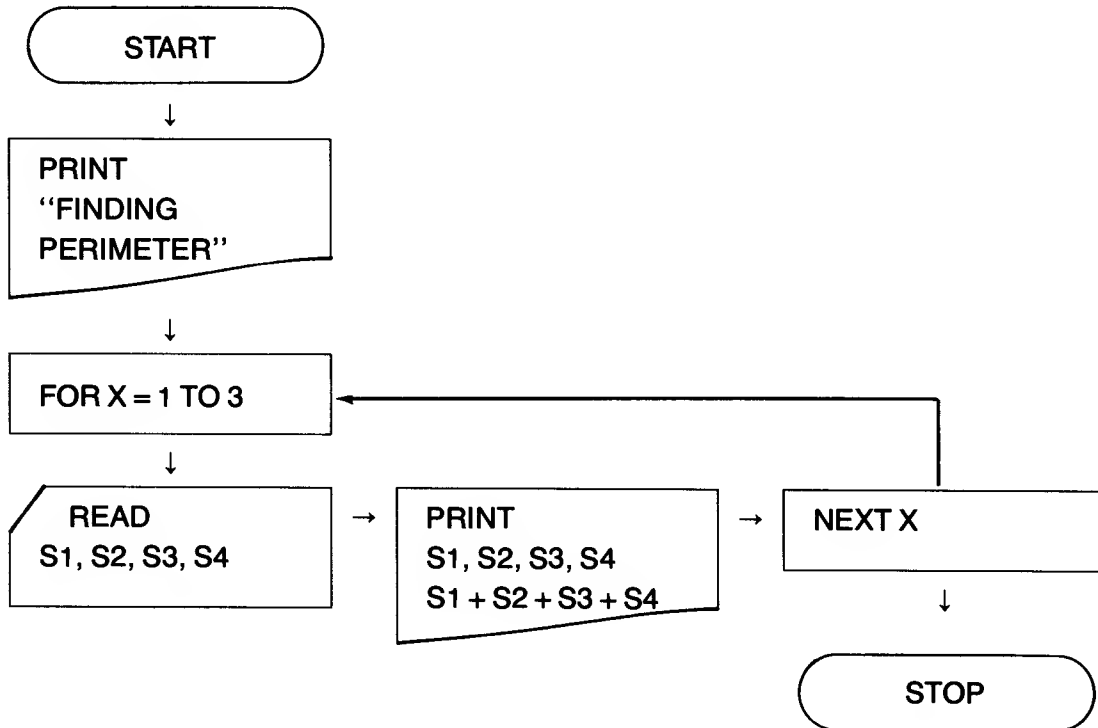 START
PRINT
‘‘FINDING
PERIMETER’’
FOR X = 1 TO 3
READ
S1, S2, S3, S4
PRINT
S1, S2, S3, S4
S1 + S2 + S3 + S4
NEXT X
STOP